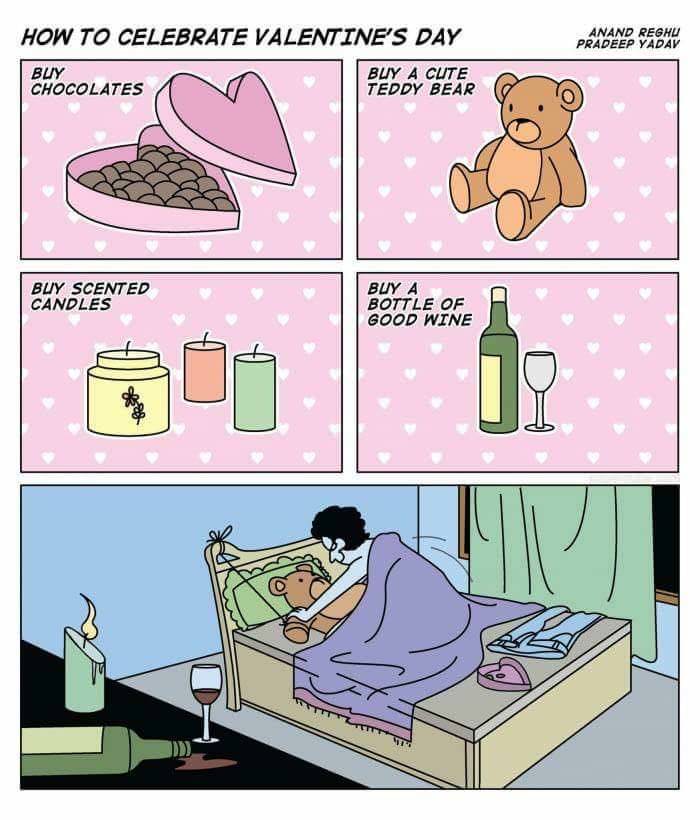 HOW TO CELEBRATE VALENTINE'S DAY
ANAND REGHU
PRADEEP YADAV
BUY
CHOCOLATES
BUY A CUTE
TEDDY BEAR
BUY SCENTED
CANDLES
BUY A
BOTTLE OF
GOOD WINE